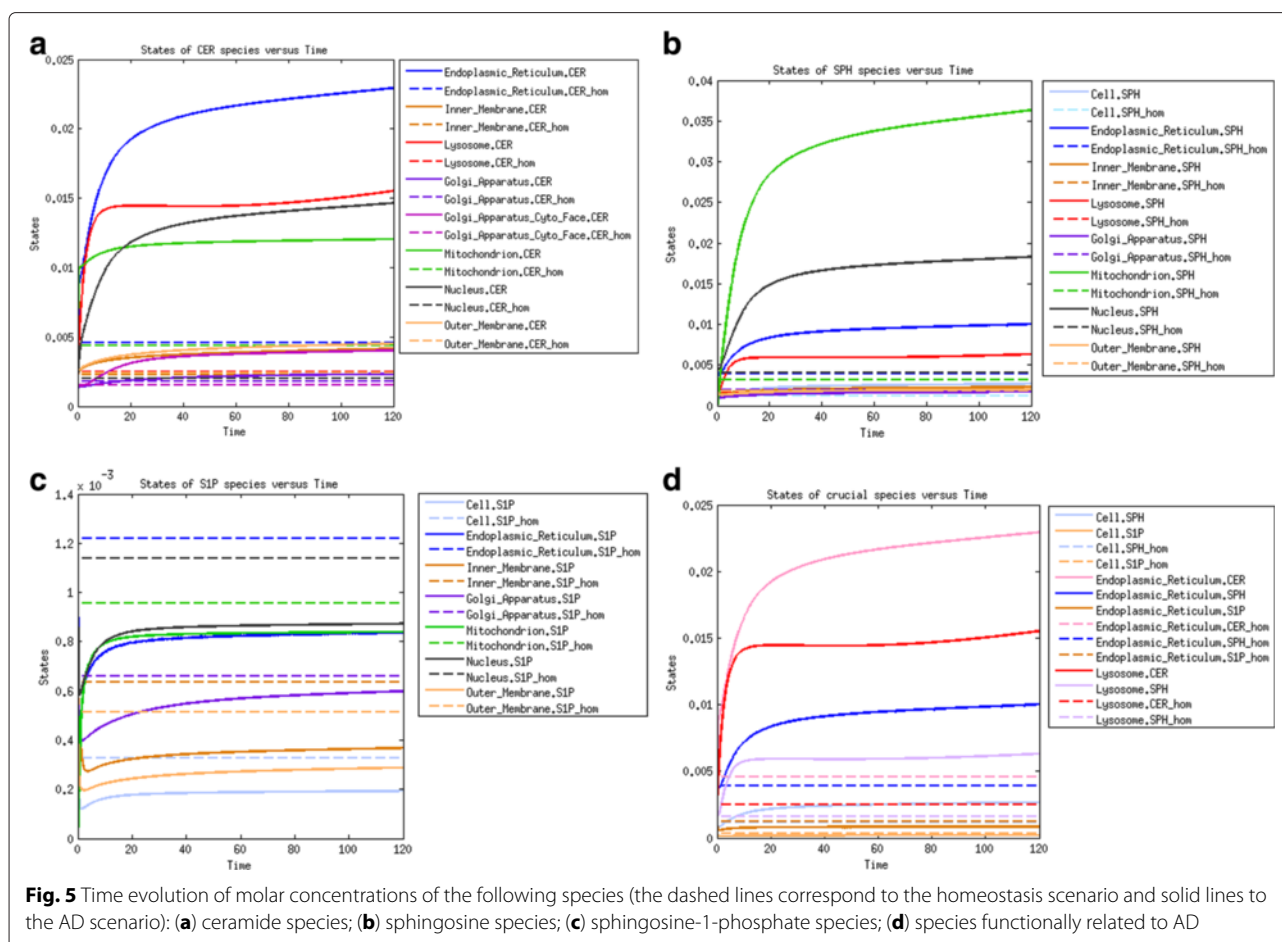 a
States of CER species versus Time
0.025
0.02
0.015
0.01
0.005
0
0 20 40 60 80 100 120
States
Time
Endoplasmic_Reticulum.CER
Endoplasmic_Reticulum.CER_hom
Inner_Membrane.CER
Inner_Membrane.CER_hom
Lysosome.CER
Lysosome.CER_hom
Golgi_Apparatus.CER
Golgi_Apparatus.CER_hom
Golgi_Apparatus_Cyto_Face.CER
Golgi_Apparatus_Cyto_Face.CER_hom
Mitochondrion.CER
Mitochondrion.CER_hom
Nucleus.CER
Nucleus.CER_hom
Outer_Membrane.CER
Outer_Membrane.CER_hom
b
States of SPH species versus Time
0.04
0.035
0.03
0.025
0.02
0.015
0.01
0.005
0
0 20 40 60 80 100 120
States
Time
Cell.SPH
Cell.SPH_hom
Endoplasmic_Reticulum.SPH
Endoplasmic_Reticulum.SPH_hom
Inner_Membrane.SPH
Inner_Membrane.SPH_hom
Lysosome.SPH
Lysosome.SPH_hom
Golgi_Apparatus.SPH
Golgi_Apparatus.SPH_hom
Mitochondrion.SPH
Mitochondrion.SPH_hom
Nucleus.SPH
Nucleus.SPH_hom
Outer_Membrane.SPH
Outer_Membrane.SPH_hom
c
× 10⁻³
States of S1P species versus Time
1.4
1.2
1
0.8
0.6
0.4
0.2
0
0 20 40 60 80 100 120
States
Time
Cell.S1P
Cell.S1P_hom
Endoplasmic_Reticulum.S1P
Endoplasmic_Reticulum.S1P_hom
Inner_Membrane.S1P
Inner_Membrane.S1P_hom
Golgi_Apparatus.S1P
Golgi_Apparatus.S1P_hom
Mitochondrion.S1P
Mitochondrion.S1P_hom
Nucleus.S1P
Nucleus.S1P_hom
Outer_Membrane.S1P
Outer_Membrane.S1P_hom
d
States of crucial species versus Time
0.025
0.02
0.015
0.01
0.005
0
0 20 40 60 80 100 120
States
Time
Cell.SPH
Cell.S1P
Cell.SPH_hom
Cell.S1P_hom
Endoplasmic_Reticulum.CER
Endoplasmic_Reticulum.SPH
Endoplasmic_Reticulum.S1P
Endoplasmic_Reticulum.CER_hom
Endoplasmic_Reticulum.SPH_hom
Endoplasmic_Reticulum.S1P_hom
Lysosome.CER
Lysosome.SPH
Lysosome.CER_hom
Lysosome.SPH_hom
Fig. 5 Time evolution of molar concentrations of the following species (the dashed lines correspond to the homeostasis scenario and solid lines to
the AD scenario): (a) ceramide species; (b) sphingosine species; (c) sphingosine-1-phosphate species; (d) species functionally related to AD